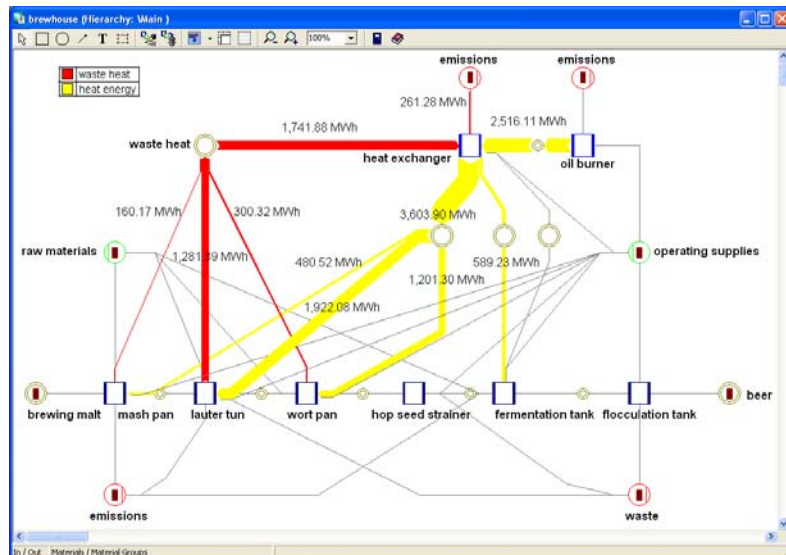 brewhouse (Hierarchy: Main )
T
100%
emissions
emissions
waste heat
heat energy
261.28 MWh
2,516.11 MWh
1,741.88 MWh
waste heat
heat exchanger
oil burner
160.17 MWh
300.32 MWh
3,603.90 MWh
raw materials
1,281.39 MWh
480.52 MWh
589.23 MWh
operating supplies
1,201.30 MWh
1,922.08 MWh
brewing malt
mash pan
lauter tun
wort pan
hop seed strainer
fermentation tank
flocculation tank
beer
emissions
waste
In / Out
Materials / Material Groups